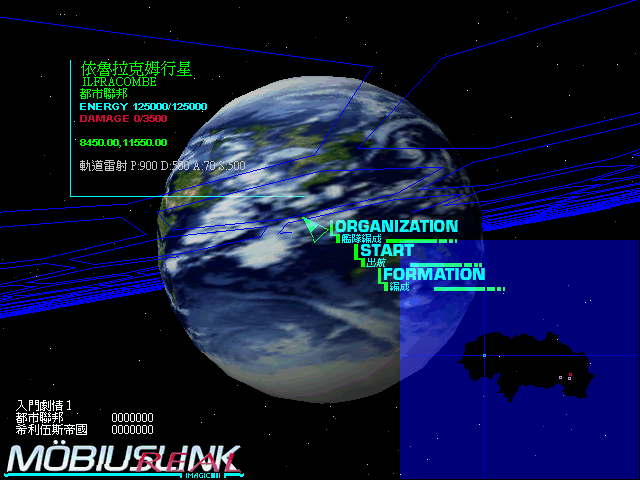 依魯拉克姆行星
ILFRACOMBE
都市聯邦
ENERGY 125000/125000
DAMAGE 0/3500
8450.00,11550.00
軌道雷射 P:900 D:550 A:70 S:500
ORGANIZATION
艦隊編成
START
出航
FORMATION
編成
入門劇情 1
都市聯邦 0000000
希利伍斯帝國 0000000
MÖBIUSLINK
REAL
IMAGIC